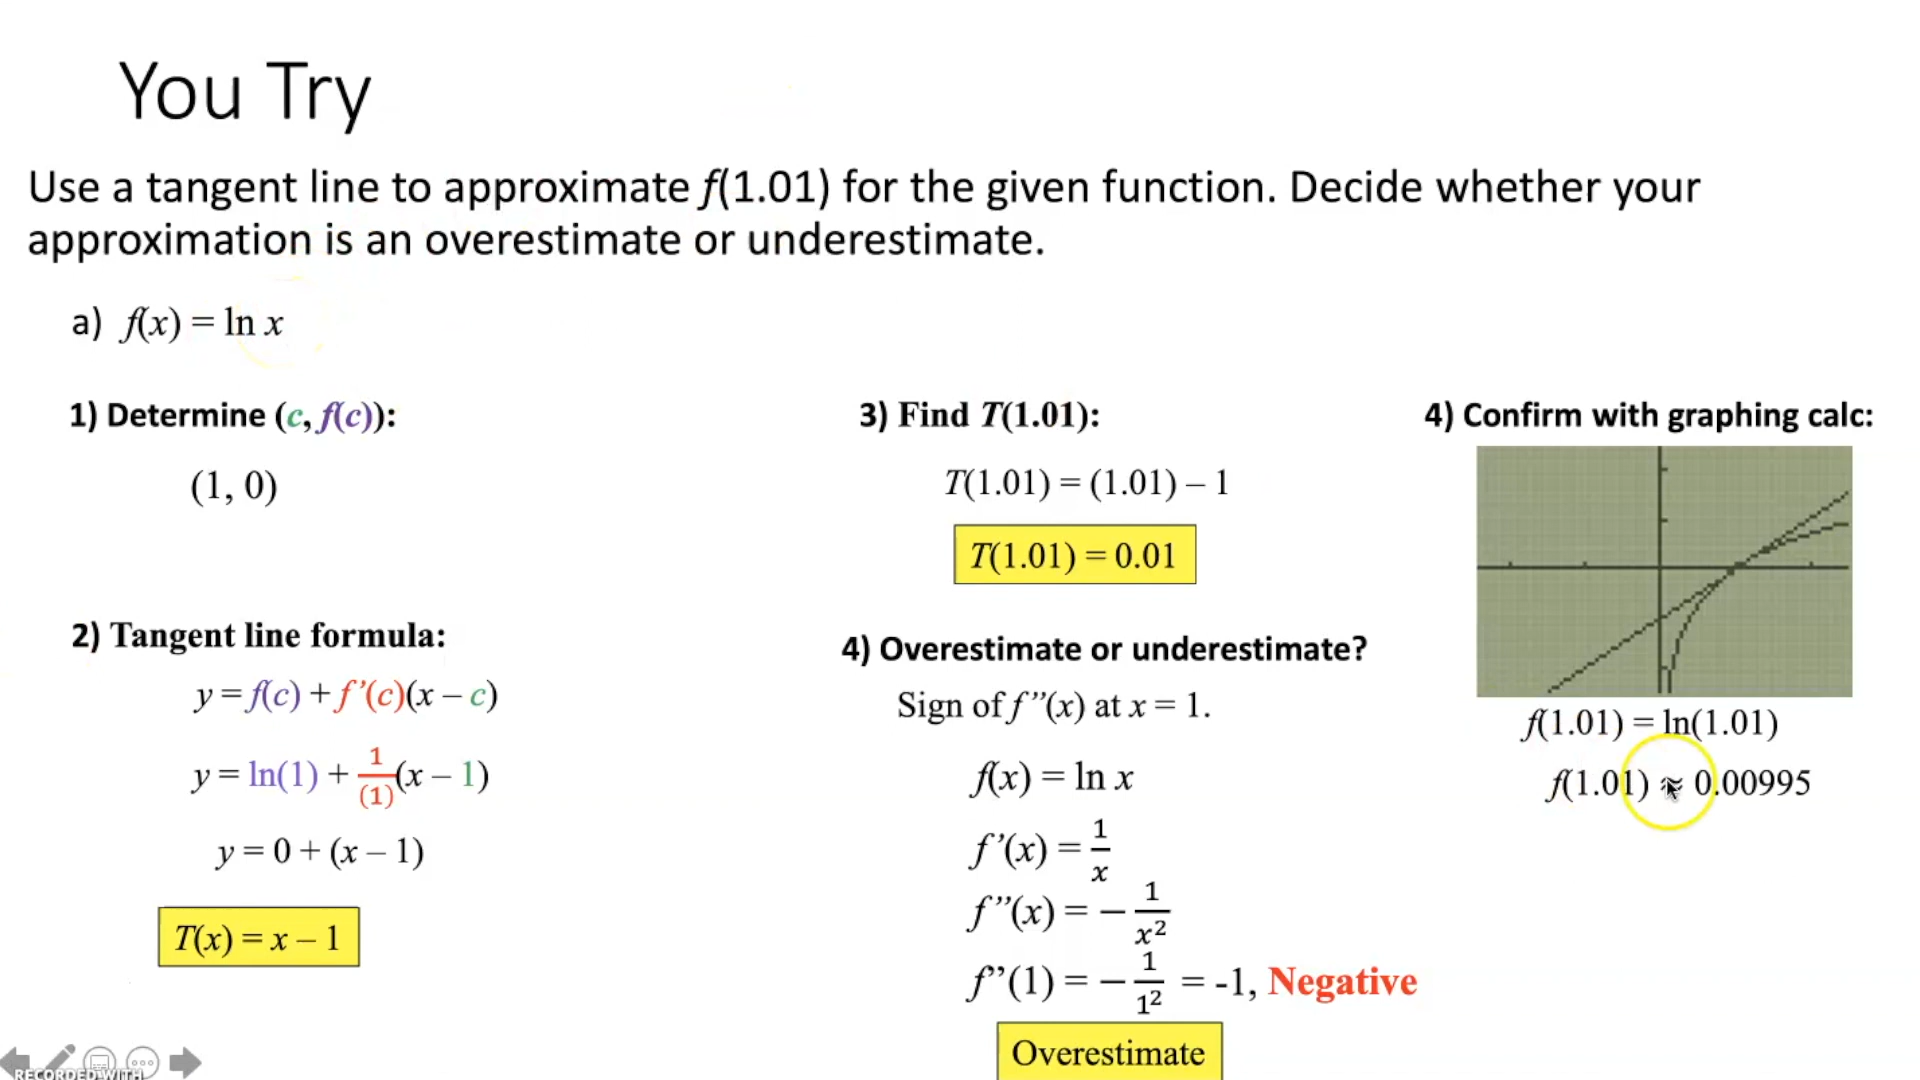 You Try
Use a tangent line to approximate f(1.01) for the given function. Decide whether your
approximation is an overestimate or underestimate.
a) f(x) = ln x
1) Determine (c, f(c)):
(1, 0)
2) Tangent line formula:
y = f(c) + f’(c)(x – c)
y = ln(1) + 1/(1) (x – 1)
y = 0 + (x – 1)
T(x) = x – 1
3) Find T(1.01):
T(1.01) = (1.01) – 1
T(1.01) = 0.01
4) Overestimate or underestimate?
Sign of f”(x) at x = 1.
f(x) = ln x
f’(x) = 1/x
f”(x) = − 1/x²
f”(1) = − 1/1² = -1, Negative
Overestimate
4) Confirm with graphing calc:
f(1.01) = ln(1.01)
f(1.01) ≈ 0.00995
RECORDED WITH